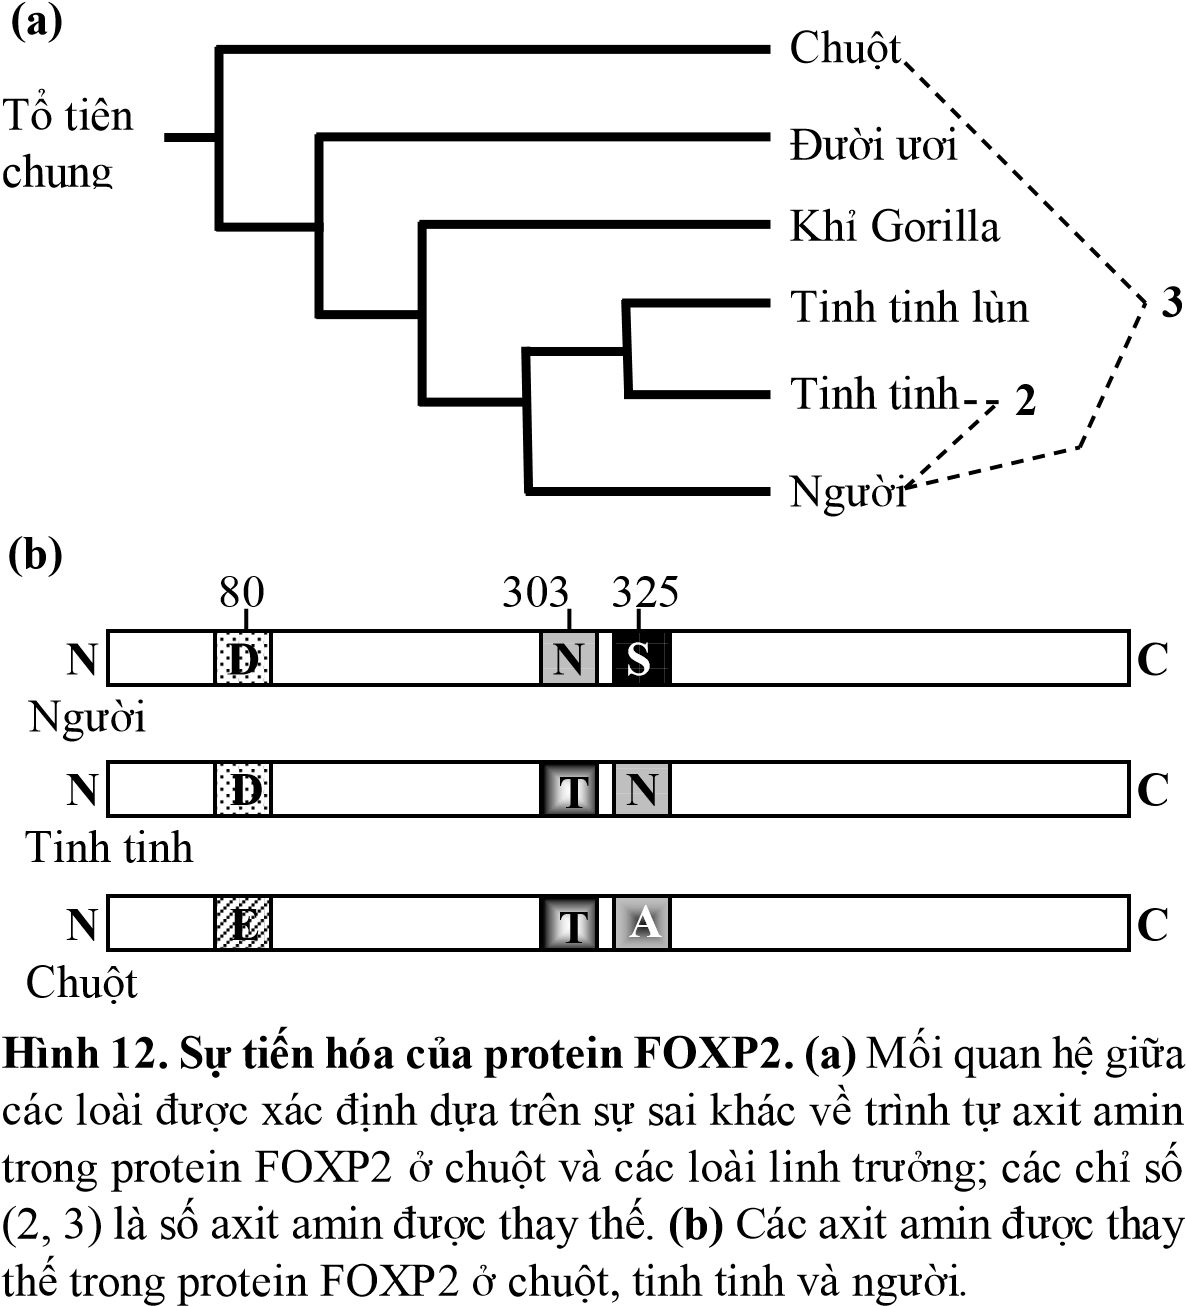 (a)
Chuột
Tổ tiên
chung
Đười ươi
Khỉ Gorilla
Tinh tinh lùn
3
Tinh tinh
2
Người
(b)
80 303 325
N D N S C
Người
N D T N C
Tinh tinh
N E T A C
Chuột
Hình 12. Sự tiến hóa của protein FOXP2. (a) Mối quan hệ giữa
các loài được xác định dựa trên sự sai khác về trình tự axit amin
trong protein FOXP2 ở chuột và các loài linh trưởng; các chỉ số
(2, 3) là số axit amin được thay thế. (b) Các axit amin được thay
thế trong protein FOXP2 ở chuột, tinh tinh và người.